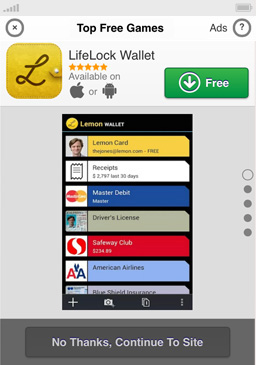 Top Free Games
Ads ?
LifeLock Wallet
Available on
or
Free
Lemon WALLET
Lemon Card
thejones@lemon.com - FREE
Receipts
$ 2,797 last 30 days
Master Debit
Master
Driver's License
Safeway Club
$234.89
American Airlines
Blue Shield Insurance
No Thanks, Continue To Site